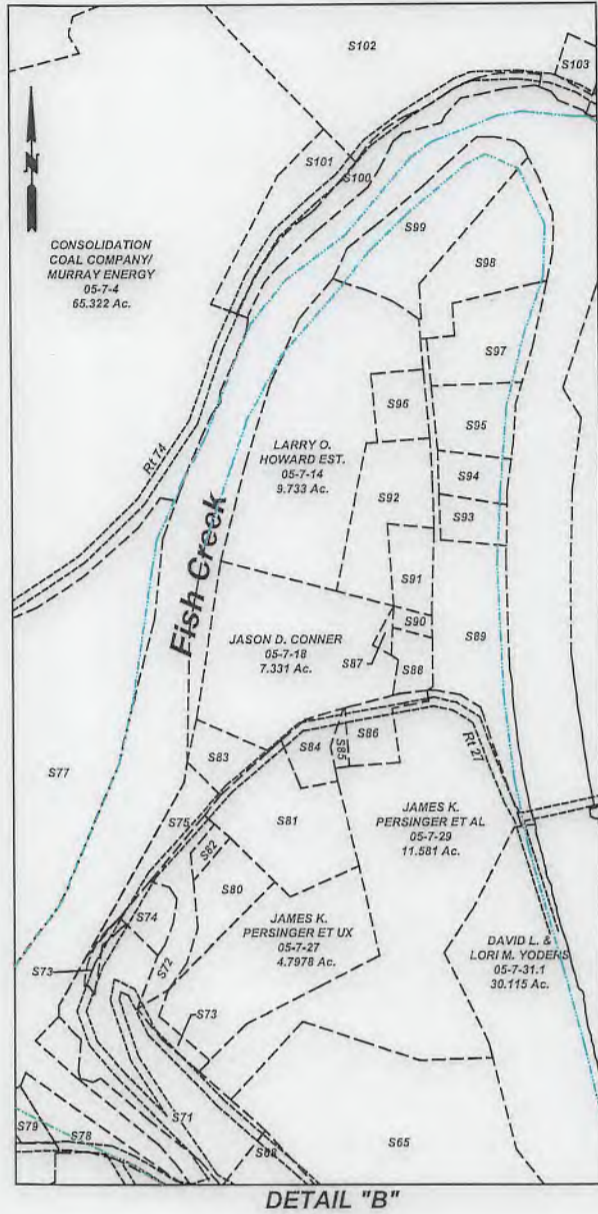 S102
S103
S101
S100
N
S99
CONSOLIDATION
COAL COMPANY/
MURRAY ENERGY
05-7-4
65.322 Ac.
S98
S97
S96
LARRY O.
HOWARD EST.
05-7-14
9.733 Ac.
Rt 74
S95
S94
S92
S93
Fish Creek
S91
S90
JASON D. CONNER
05-7-18
7.331 Ac.
S87
S89
S88
S83
S84
S85
S86
Rt 27
S77
S75
S81
JAMES K.
PERSINGER ET AL
05-7-29
11.581 Ac.
S82
S80
S74
JAMES K.
PERSINGER ET UX
05-7-27
4.7978 Ac.
DAVID L. &
LORI M. YODERS
05-7-31.1
30.115 Ac.
S73
S72
S73
S71
S79
S78
S68
S65
DETAIL "B"